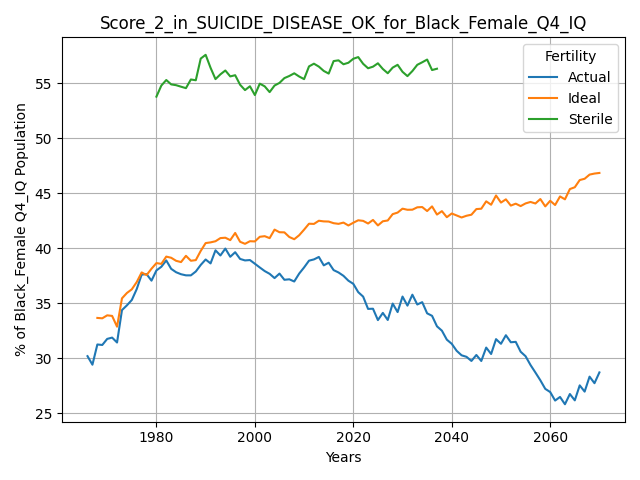 Score_2_in_SUICIDE_DISEASE_OK_for_Black_Female_Q4_IQ
% of Black_Female Q4_IQ Population
55
50
45
40
35
30
25
Fertility
Actual
Ideal
Sterile
1980 2000 2020 2040 2060
Years